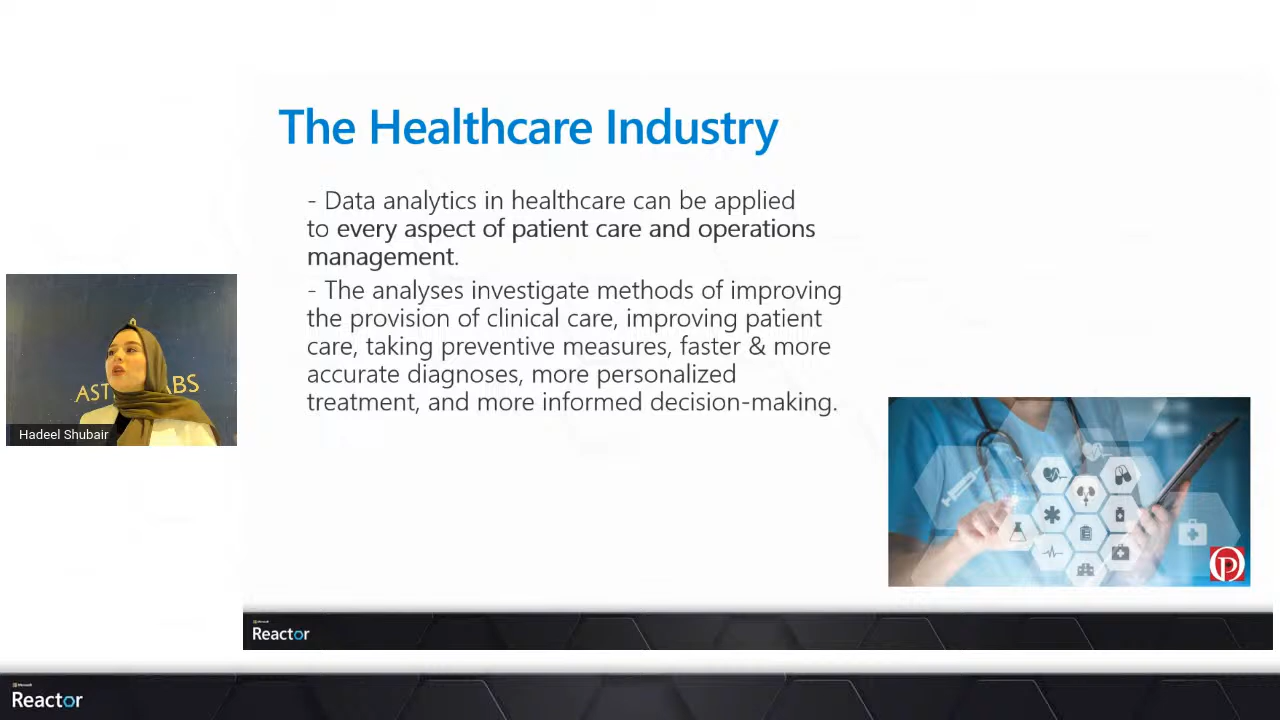 The Healthcare Industry
- Data analytics in healthcare can be applied
to every aspect of patient care and operations
management.
- The analyses investigate methods of improving
the provision of clinical care, improving patient
care, taking preventive measures, faster & more
accurate diagnoses, more personalized
treatment, and more informed decision-making.
Hadeel Shubair
Microsoft
Reactor
Microsoft
Reactor